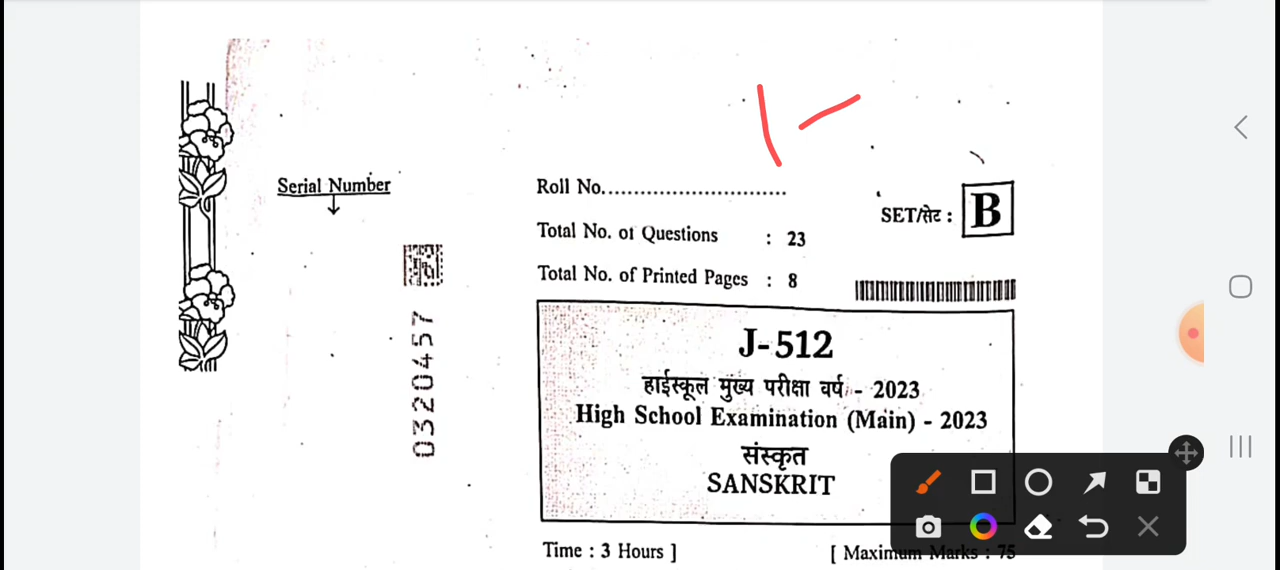 Serial Number
Roll No..............................
SET/सेट : B
Total No. of Questions : 23
Total No. of Printed Pages : 8
0320457
J-512
हाईस्कूल मुख्य परीक्षा वर्ष - 2023
High School Examination (Main) - 2023
संस्कृत
SANSKRIT
Time : 3 Hours ]
[ Maximum Marks : 75